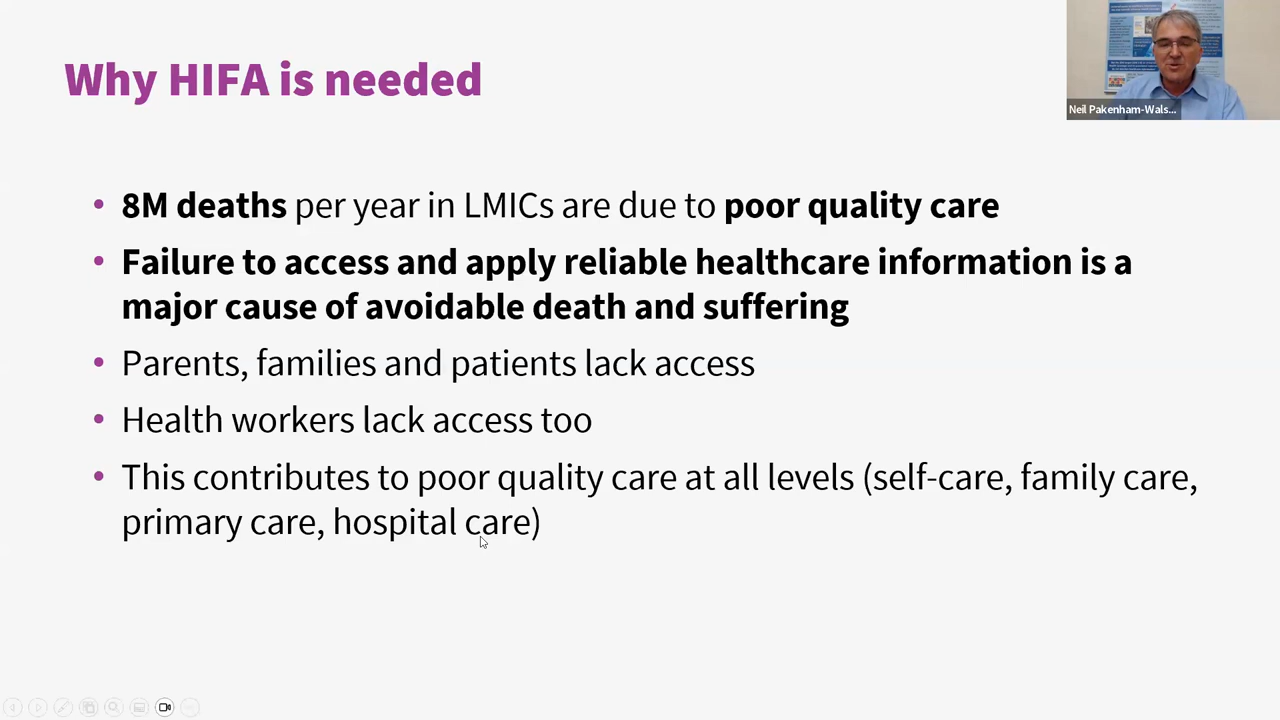 Why HIFA is needed
Neil Pakenham-Wals...
• 8M deaths per year in LMICs are due to poor quality care
• Failure to access and apply reliable healthcare information is a
major cause of avoidable death and suffering
• Parents, families and patients lack access
• Health workers lack access too
• This contributes to poor quality care at all levels (self-care, family care,
primary care, hospital care)